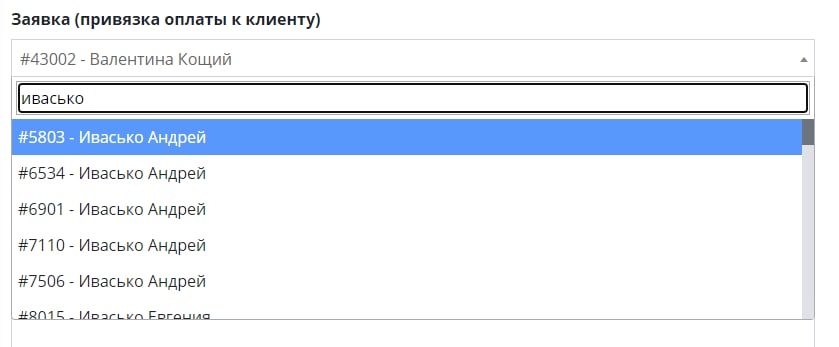 Заявка (привязка оплаты к клиенту)
#43002 - Валентина Кощий
ивасько
#5803 - Ивасько Андрей
#6534 - Ивасько Андрей
#6901 - Ивасько Андрей
#7110 - Ивасько Андрей
#7506 - Ивасько Андрей
#8015 - Ивасько Евгения